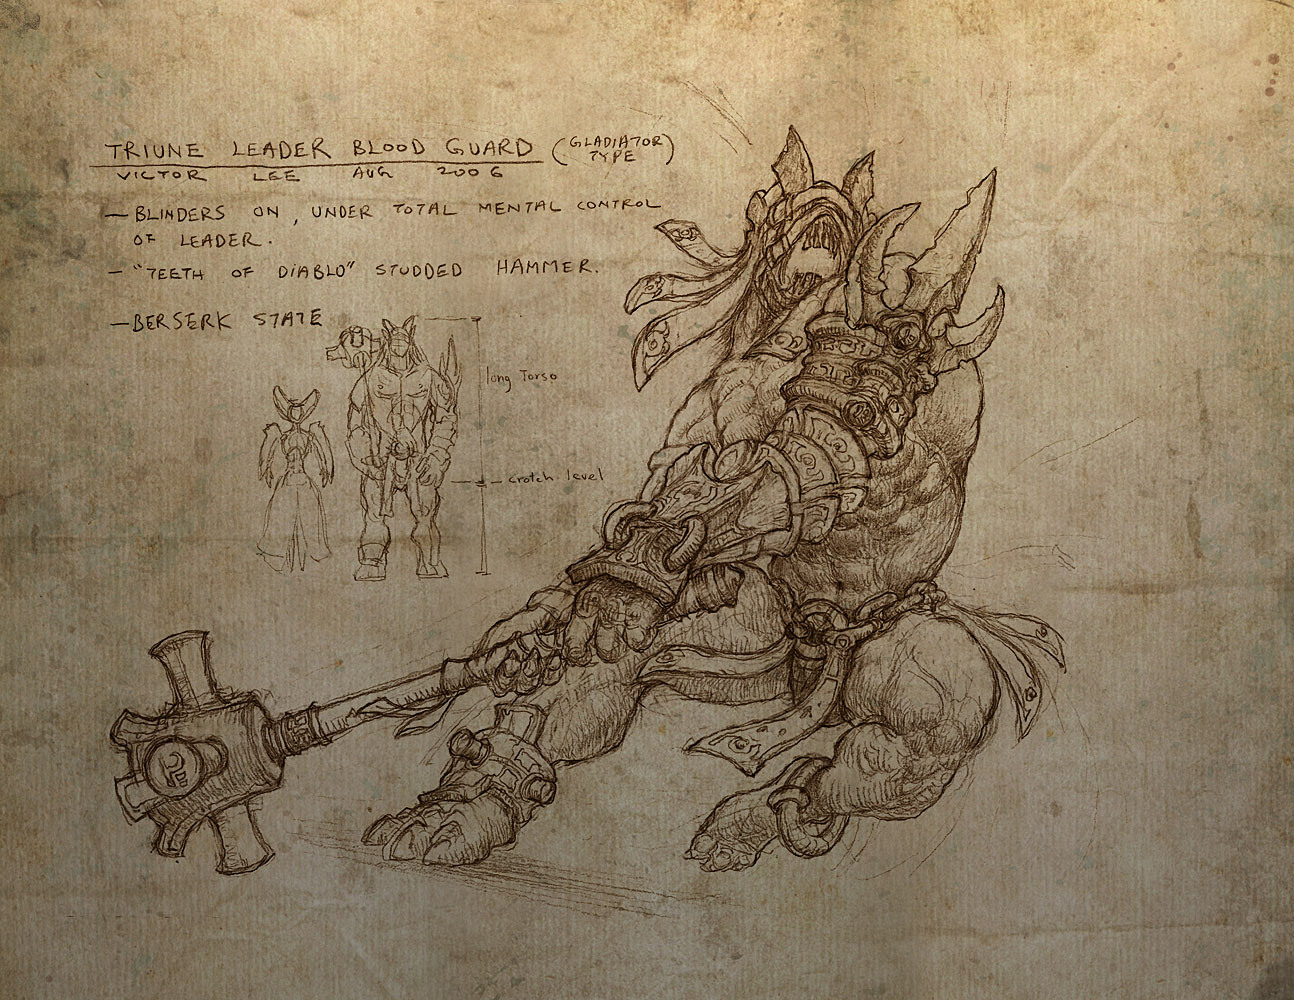 TRIUNE LEADER BLOOD GUARD (GLADIATOR TYPE)
VICTOR LEE AUG 2006
— BLINDERS ON, UNDER TOTAL MENTAL CONTROL
OF LEADER.
— "TEETH OF DIABLO" STUDDED HAMMER.
— BERSERK STATE
long Torso
crotch level